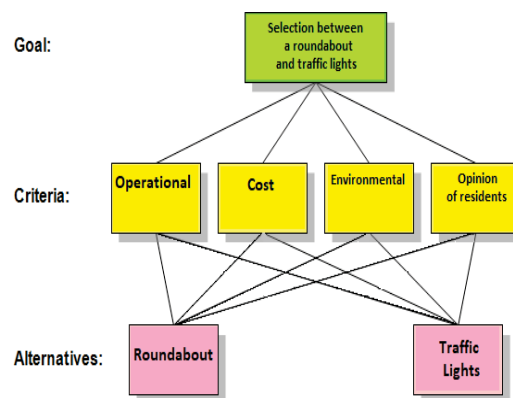 Goal:
Selection between
a roundabout
and traffic lights
Criteria:
Operational
Cost
Environmental
Opinion
of residents
Alternatives:
Roundabout
Traffic
Lights